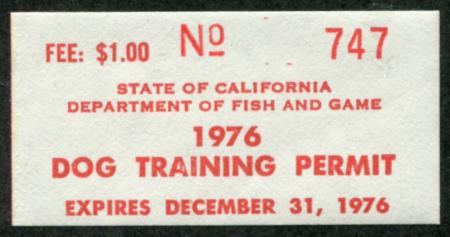 FEE: $1.00 No 747
STATE OF CALIFORNIA
DEPARTMENT OF FISH AND GAME
1976
DOG TRAINING PERMIT
EXPIRES DECEMBER 31, 1976